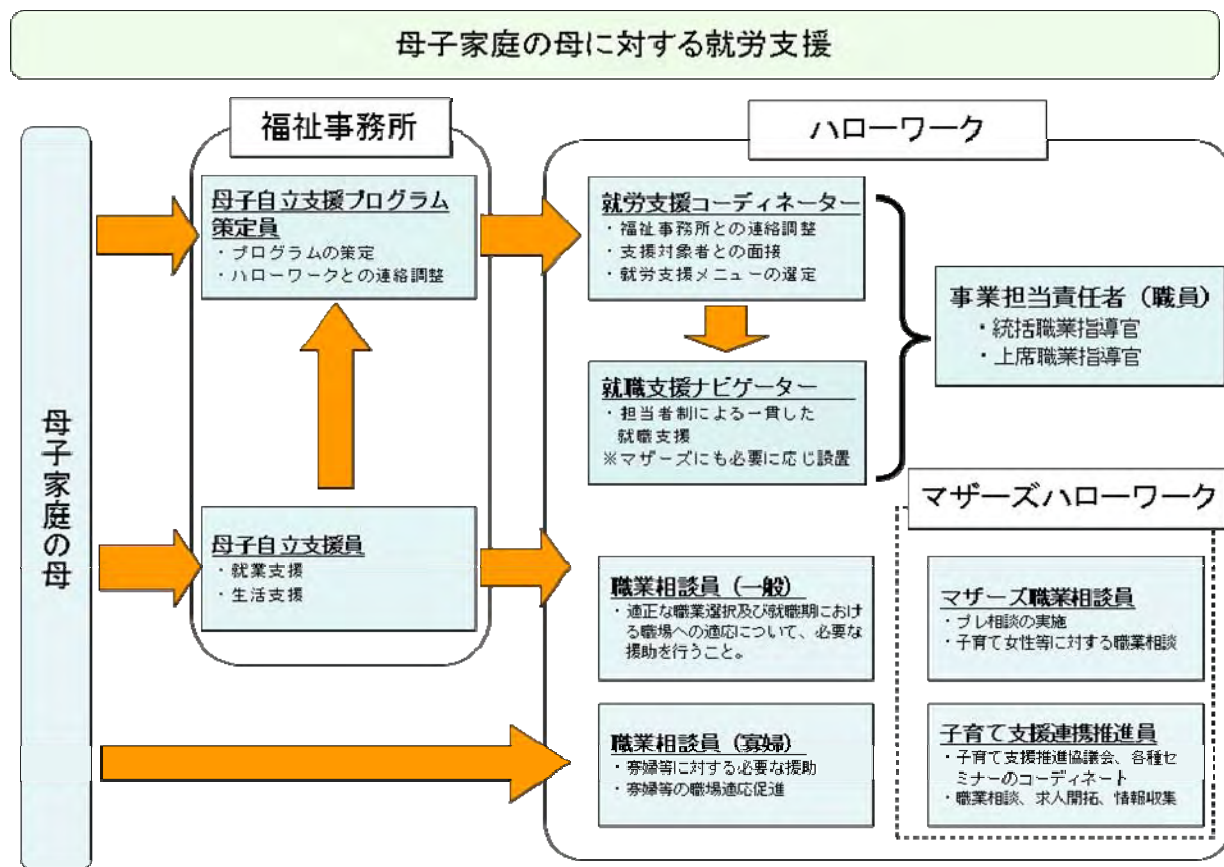 母子家庭の母に対する就労支援
福祉事務所
ハローワーク
母子家庭の母
母子自立支援プログラム
策定員
・プログラムの策定
・ハローワークとの連絡調整
母子自立支援員
・就業支援
・生活支援
就労支援コーディネーター
・福祉事務所との連絡調整
・支援対象者との面接
・就労支援メニューの選定
就職支援ナビゲーター
・担当者制による一貫した
就職支援
※マザーズにも必要に応じ設置
事業担当責任者（職員）
・統括職業指導官
・上席職業指導官
職業相談員（一般）
・適正な職業選択及び就職期におけ
る職場への適応について、必要な
援助を行うこと。
職業相談員（寡婦）
・寡婦等に対する必要な援助
・寡婦等の職場適応促進
マザーズハローワーク
マザーズ職業相談員
・プレ相談の実施
・子育て女性等に対する職業相談
子育て支援連携推進員
・子育て支援推進協議会、各種セ
ミナーのコーディネート
・職業相談、求人開拓、情報収集